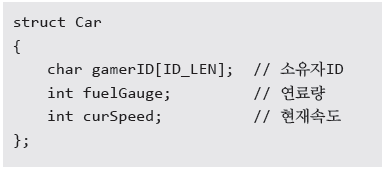 struct Car
{
    char gamerID[ID_LEN];  // 소유자ID
    int fuelGauge;         // 연료량
    int curSpeed;          // 현재속도
};